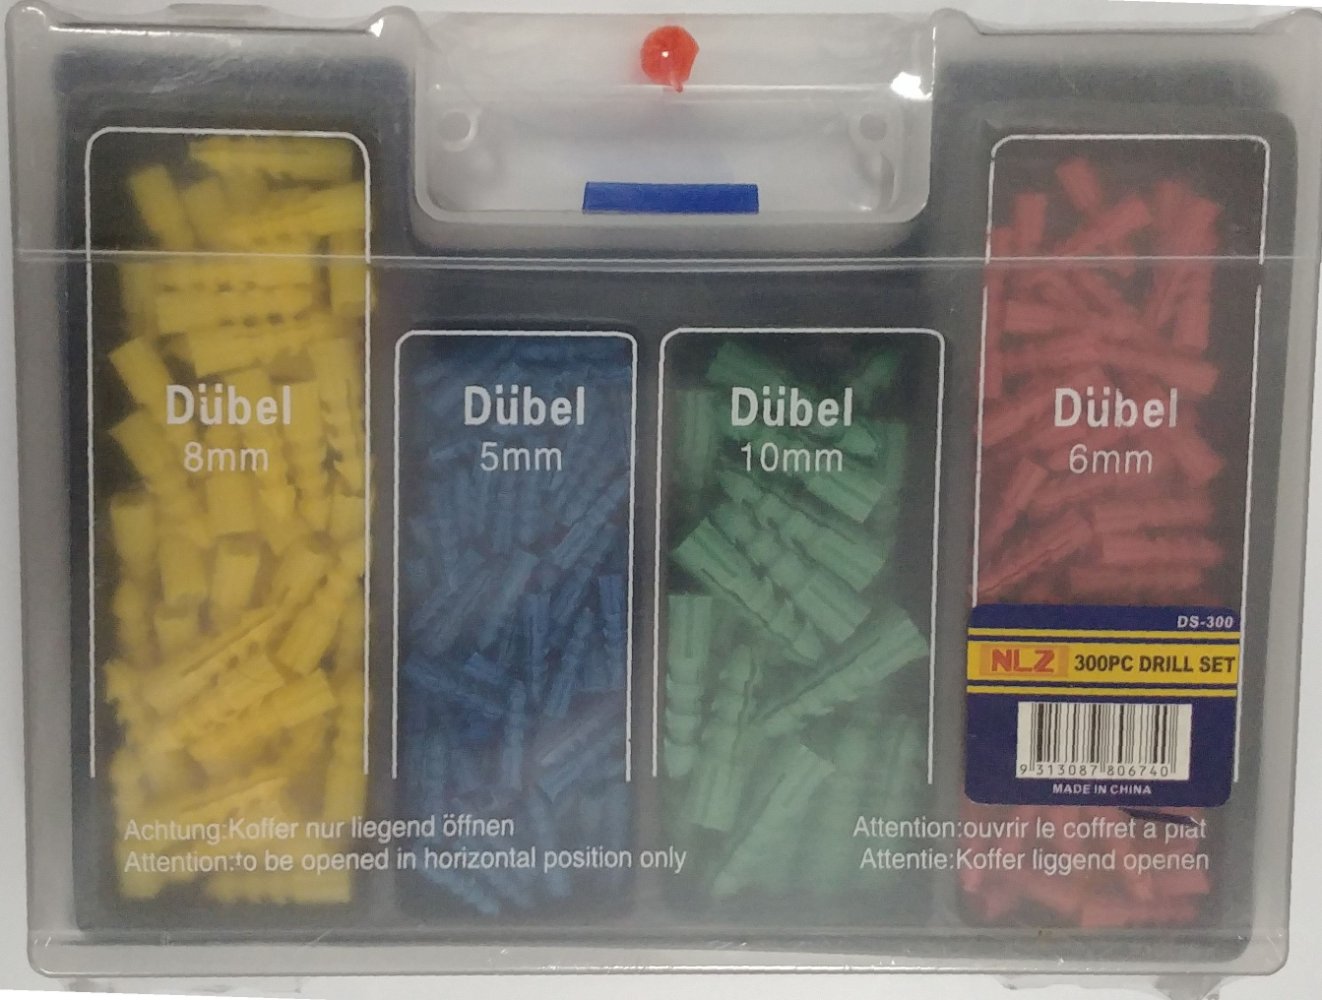 Dübel
8mm
Dübel
5mm
Dübel
10mm
Dübel
6mm
DS-300
NLZ 300PC DRILL SET
9 313087 806740
MADE IN CHINA
Achtung:Koffer nur liegend öffnen
Attention:to be opened in horizontal position only
Attention:ouvrir le coffret a plat
Attentie:Koffer liggend openen